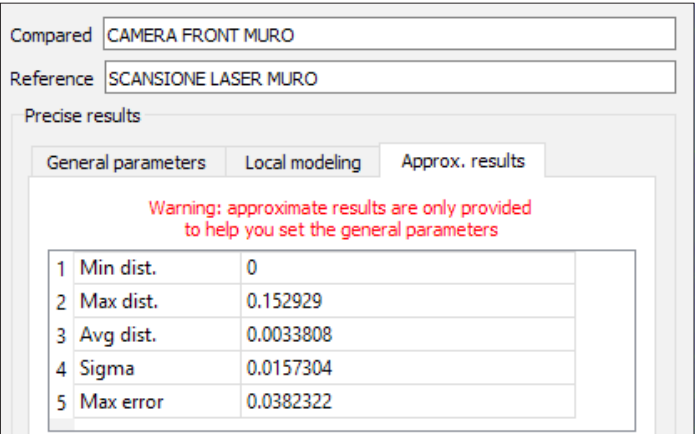 Compared CAMERA FRONT MURO
Reference SCANSIONE LASER MURO
Precise results
General parameters Local modeling Approx. results
Warning: approximate results are only provided
to help you set the general parameters
1 Min dist. 0
2 Max dist. 0.152929
3 Avg dist. 0.0033808
4 Sigma 0.0157304
5 Max error 0.0382322